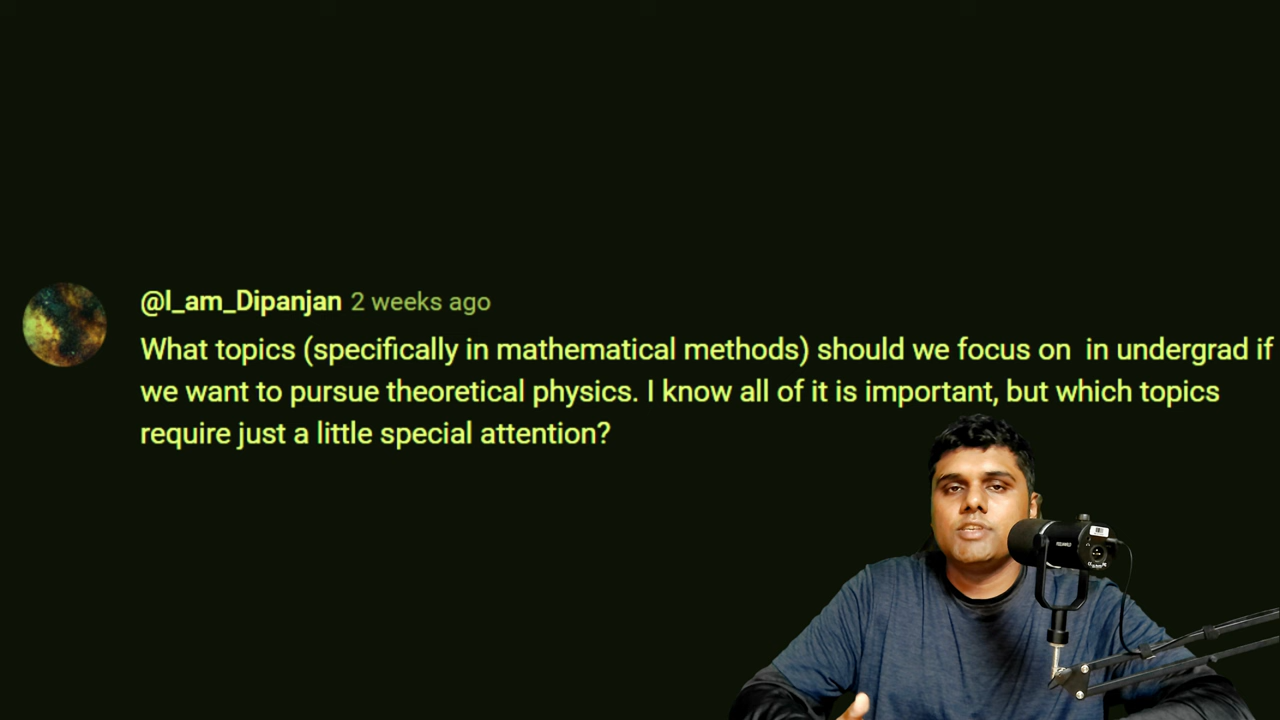 @I_am_Dipanjan 2 weeks ago
What topics (specifically in mathematical methods) should we focus on  in undergrad if
we want to pursue theoretical physics. I know all of it is important, but which topics
require just a little special attention?